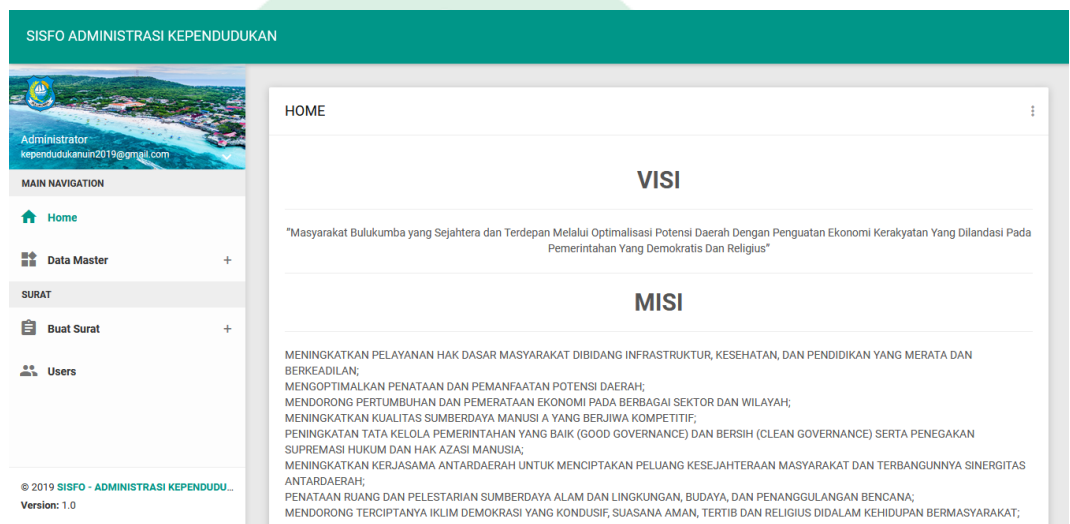 SISFO ADMINISTRASI KEPENDUDUKAN
Administrator
kependudukanuin2019@gmail.com
MAIN NAVIGATION
Home
Data Master +
SURAT
Buat Surat +
Users
© 2019 SISFO - ADMINISTRASI KEPENDUDU...
Version: 1.0
HOME
VISI
"Masyarakat Bulukumba yang Sejahtera dan Terdepan Melalui Optimalisasi Potensi Daerah Dengan Penguatan Ekonomi Kerakyatan Yang Dilandasi Pada
Pemerintahan Yang Demokratis Dan Religius"
MISI
MENINGKATKAN PELAYANAN HAK DASAR MASYARAKAT DIBIDANG INFRASTRUKTUR, KESEHATAN, DAN PENDIDIKAN YANG MERATA DAN
BERKEADILAN;
MENGOPTIMALKAN PENATAAN DAN PEMANFAATAN POTENSI DAERAH;
MENDORONG PERTUMBUHAN DAN PEMERATAAN EKONOMI PADA BERBAGAI SEKTOR DAN WILAYAH;
MENINGKATKAN KUALITAS SUMBERDAYA MANUSI A YANG BERJIWA KOMPETITIF;
PENINGKATAN TATA KELOLA PEMERINTAHAN YANG BAIK (GOOD GOVERNANCE) DAN BERSIH (CLEAN GOVERNANCE) SERTA PENEGAKAN
SUPREMASI HUKUM DAN HAK AZASI MANUSIA;
MENINGKATKAN KERJASAMA ANTARDAERAH UNTUK MENCIPTAKAN PELUANG KESEJAHTERAAN MASYARAKAT DAN TERBANGUNNYA SINERGITAS
ANTARDAERAH;
PENATAAN RUANG DAN PELESTARIAN SUMBERDAYA ALAM DAN LINGKUNGAN, BUDAYA, DAN PENANGGULANGAN BENCANA;
MENDORONG TERCIPTANYA IKLIM DEMOKRASI YANG KONDUSIF, SUASANA AMAN, TERTIB DAN RELIGIUS DIDALAM KEHIDUPAN BERMASYARAKAT;